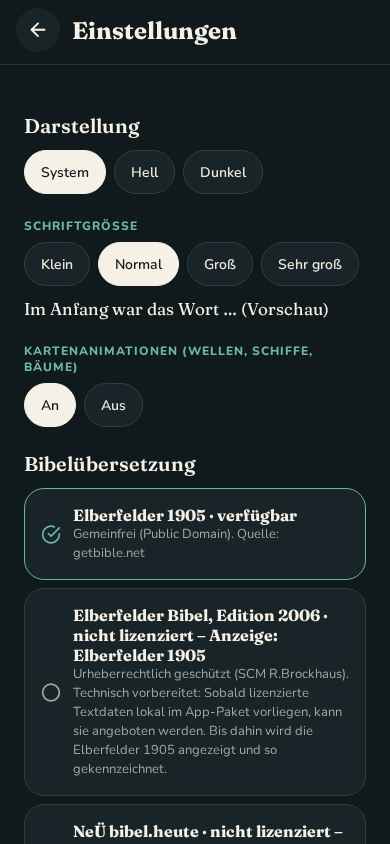 Einstellungen
Darstellung
System Hell Dunkel
SCHRIFTGRÖSSE
Klein Normal Groß Sehr groß
Im Anfang war das Wort … (Vorschau)
KARTENANIMATIONEN (WELLEN, SCHIFFE,
BÄUME)
An Aus
Bibelübersetzung
Elberfelder 1905 · verfügbar
Gemeinfrei (Public Domain). Quelle:
getbible.net
Elberfelder Bibel, Edition 2006 ·
nicht lizenziert – Anzeige:
Elberfelder 1905
Urheberrechtlich geschützt (SCM R.Brockhaus).
Technisch vorbereitet: Sobald lizenzierte
Textdaten lokal im App-Paket vorliegen, kann
sie angeboten werden. Bis dahin wird die
Elberfelder 1905 angezeigt und so
gekennzeichnet.
NeÜ bibel.heute · nicht lizenziert –